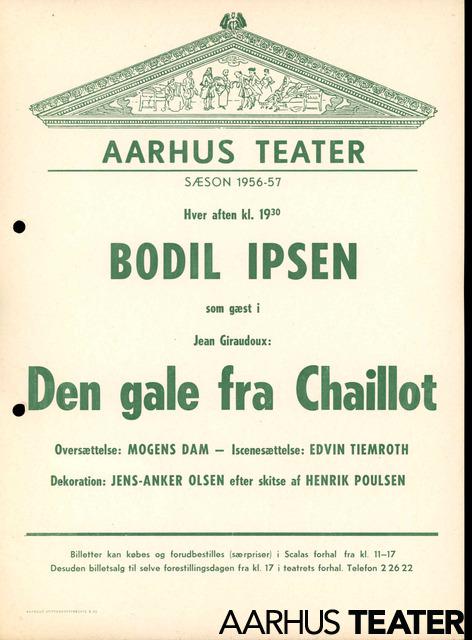 AARHUS TEATER
SÆSON 1956-57
Hver aften kl. 19³⁰
BODIL IPSEN
som gæst i
Jean Giraudoux:
Den gale fra Chaillot
Oversættelse: MOGENS DAM — Iscenesættelse: EDVIN TIEMROTH
Dekoration: JENS-ANKER OLSEN efter skitse af HENRIK POULSEN
Billetter kan købes og forudbestilles (særpriser) i Scalas forhal fra kl. 11-17
Desuden billetsalg til selve forestillingsdagen fra kl. 17 i teatrets forhal. Telefon 2 26 22
AARHUS TEATER